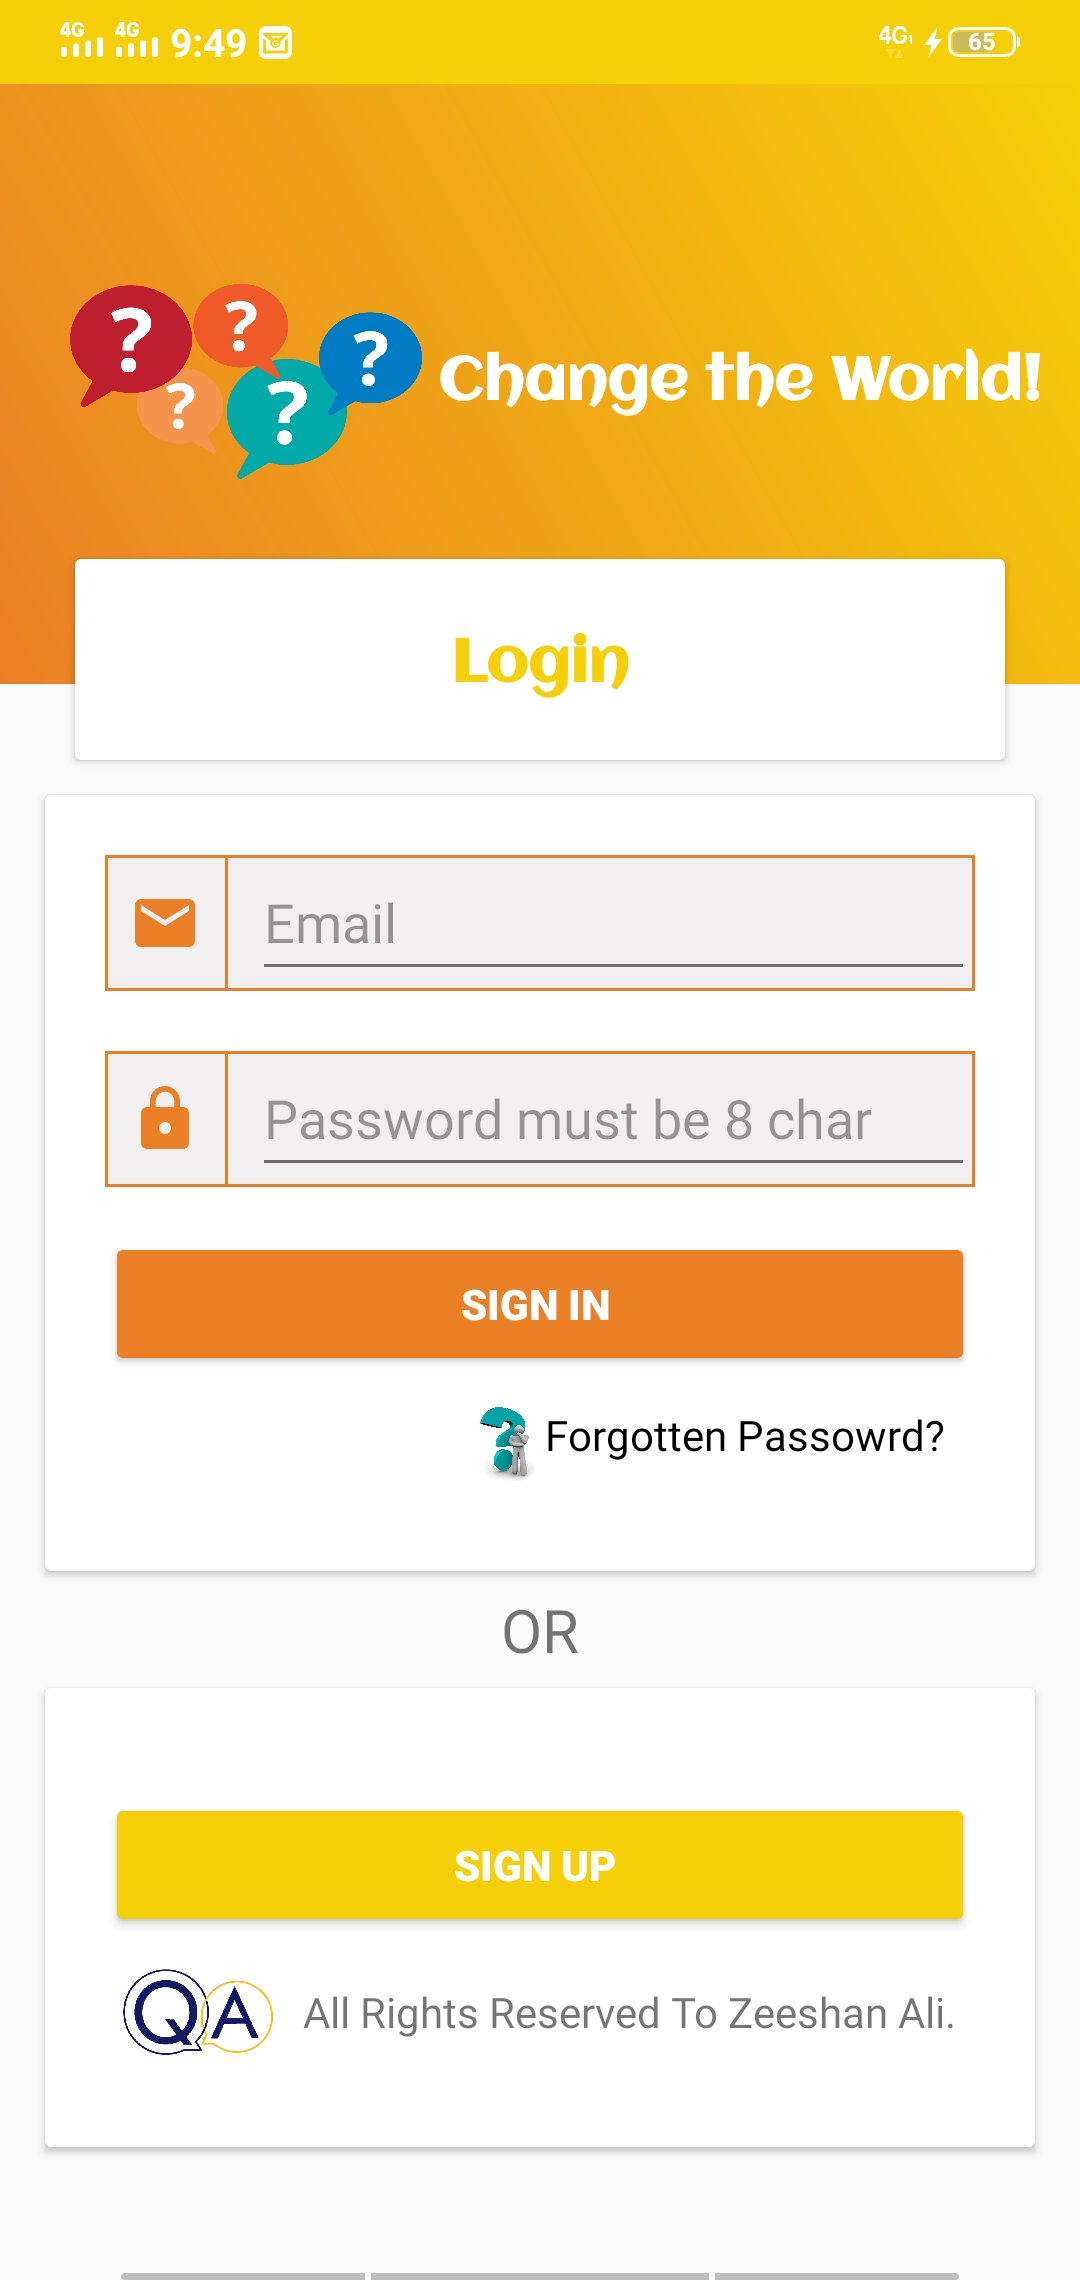 4G 4G 9:49 4G1 65
? ? ? ? ? Change the World!
Login
Email
Password must be 8 char
SIGN IN
Forgotten Passowrd?
OR
SIGN UP
QA All Rights Reserved To Zeeshan Ali.